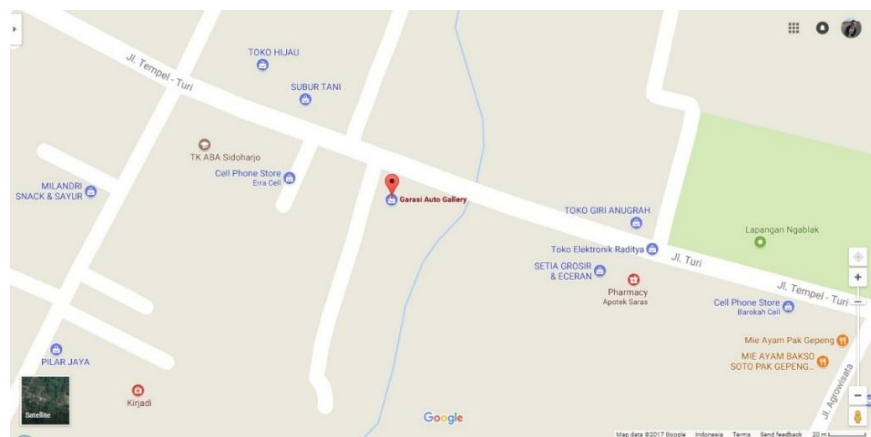 TOKO HIJAU
Jl. Tempel - Turi
SUBUR TANI
TK ABA Sidoharjo
Cell Phone Store
Erra Cell
MILANDRI
SNACK & SAYUR
Garasi Auto Gallery
TOKO GIRI ANUGRAH
Lapangan Ngablak
Toko Elektronik Raditya
Jl. Turi
SETIA GROSIR
& ECERAN
Pharmacy
Apotek Saras
Jl. Tempel - Turi
Cell Phone Store
Barokah Cell
Mie Ayam Pak Gepeng
MIE AYAM BAKSO
SOTO PAK GEPENG...
PILAR JAYA
Kirjadi
Jl. Agrowisata
Satellite
Google
Map data ©2017 Google Indonesia Terms Send feedback 20 m